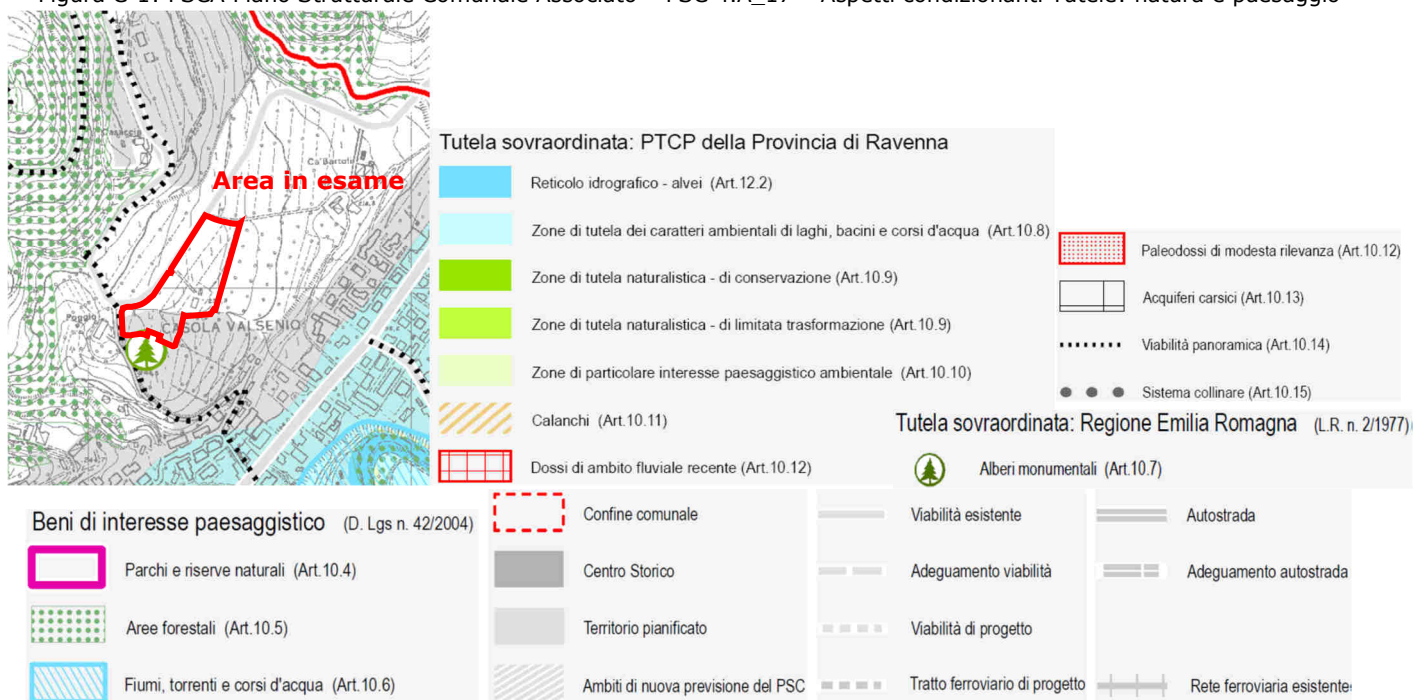 Figura C 1: PSCA Piano Strutturale Comunale Associato – PSC 4.A_17 – Aspetti condizionanti Tutele: natura e paesaggio
Casaccia
Ca' Bartolo
Area in esame
Poggio
CASOLA VALSENIO
Tutela sovraordinata: PTCP della Provincia di Ravenna
Reticolo idrografico - alvei (Art.12.2)
Zone di tutela dei caratteri ambientali di laghi, bacini e corsi d'acqua (Art.10.8)
Zone di tutela naturalistica - di conservazione (Art.10.9)
Zone di tutela naturalistica - di limitata trasformazione (Art.10.9)
Zone di particolare interesse paesaggistico ambientale (Art.10.10)
Calanchi (Art.10.11)
Dossi di ambito fluviale recente (Art.10.12)
Paleodossi di modesta rilevanza (Art.10.12)
Acquiferi carsici (Art.10.13)
Viabilità panoramica (Art.10.14)
Sistema collinare (Art.10.15)
Tutela sovraordinata: Regione Emilia Romagna (L.R. n. 2/1977)
Alberi monumentali (Art.10.7)
Beni di interesse paesaggistico (D. Lgs n. 42/2004)
Parchi e riserve naturali (Art.10.4)
Aree forestali (Art.10.5)
Fiumi, torrenti e corsi d'acqua (Art.10.6)
Confine comunale
Centro Storico
Territorio pianificato
Ambiti di nuova previsione del PSC
Viabilità esistente
Adeguamento viabilità
Viabilità di progetto
Tratto ferroviario di progetto
Autostrada
Adeguamento autostrada
Rete ferroviaria esistente